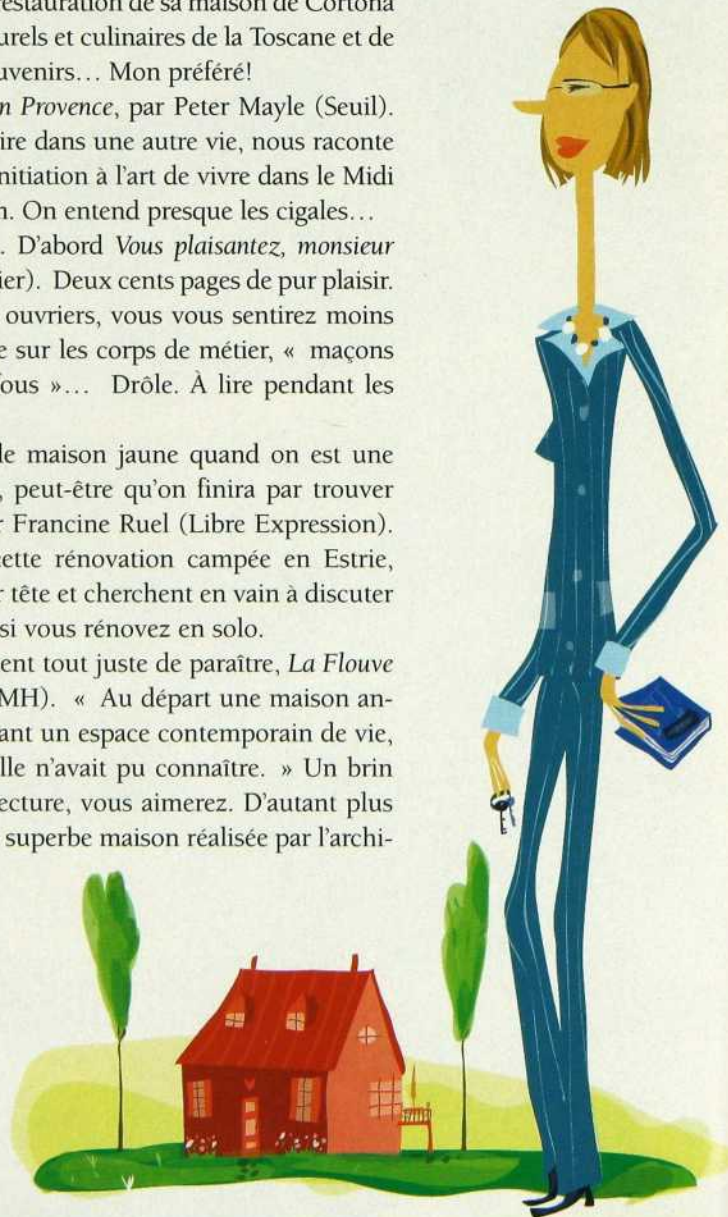 restauration de sa maison de Cortona
urels et culinaires de la Toscane et de
uvenirs… Mon préféré!
n Provence, par Peter Mayle (Seuil).
ire dans une autre vie, nous raconte
nitiation à l'art de vivre dans le Midi
n. On entend presque les cigales…
. D'abord Vous plaisantez, monsieur
ier). Deux cents pages de pur plaisir.
ouvriers, vous vous sentirez moins
e sur les corps de métier, « maçons
ous »… Drôle. À lire pendant les
le maison jaune quand on est une
, peut-être qu'on finira par trouver
r Francine Ruel (Libre Expression).
ette rénovation campée en Estrie,
r tête et cherchent en vain à discuter
si vous rénovez en solo.
ent tout juste de paraître, La Flouve
MH). « Au départ une maison an-
ant un espace contemporain de vie,
lle n'avait pu connaître. » Un brin
ecture, vous aimerez. D'autant plus
superbe maison réalisée par l'archi-